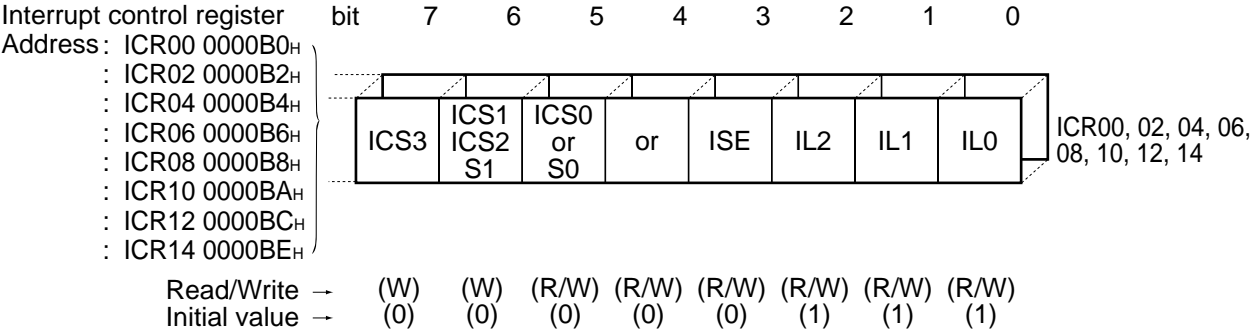 Interrupt control register bit 7 6 5 4 3 2 1 0
Address : ICR00 0000B0H
: ICR02 0000B2H
: ICR04 0000B4H
: ICR06 0000B6H
: ICR08 0000B8H
: ICR10 0000BAH
: ICR12 0000BCH
: ICR14 0000BEH
ICS3
ICS1
ICS2
S1
ICS0
or
S0
or
ISE
IL2
IL1
IL0
ICR00, 02, 04, 06,
08, 10, 12, 14
Read/Write → (W) (W) (R/W) (R/W) (R/W) (R/W) (R/W) (R/W)
Initial value → (0) (0) (0) (0) (0) (1) (1) (1)